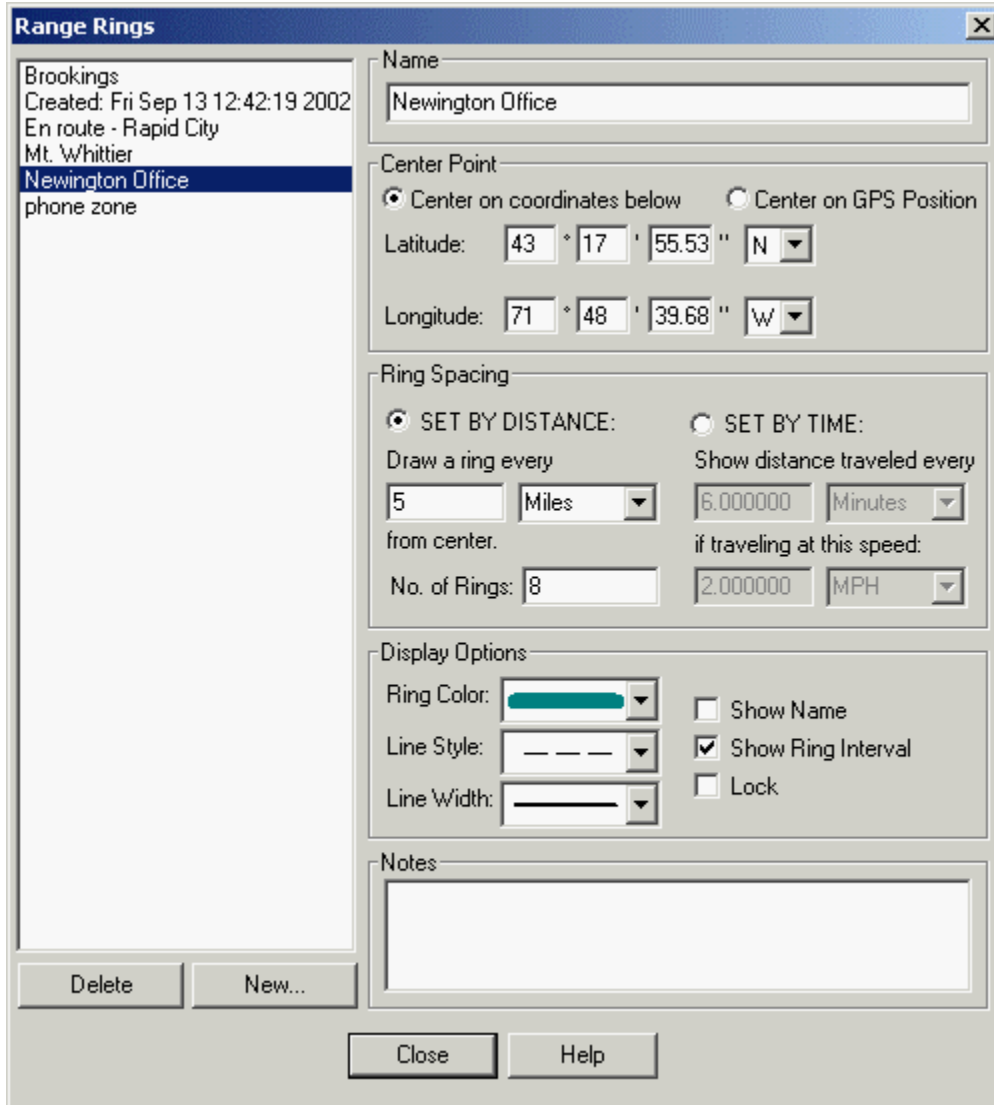 Range Rings
Brookings
Created: Fri Sep 13 12:42:19 2002
En route - Rapid City
Mt. Whittier
Newington Office
phone zone
Delete New...
Name
Newington Office
Center Point
Center on coordinates below Center on GPS Position
Latitude: 43 ° 17 ' 55.53 " N
Longitude: 71 ° 48 ' 39.68 " W
Ring Spacing
SET BY DISTANCE: SET BY TIME:
Draw a ring every Show distance traveled every
5 Miles 6.000000 Minutes
from center. if traveling at this speed:
No. of Rings: 8 2.000000 MPH
Display Options
Ring Color: Show Name
Line Style: Show Ring Interval
Line Width: Lock
Notes
Close Help